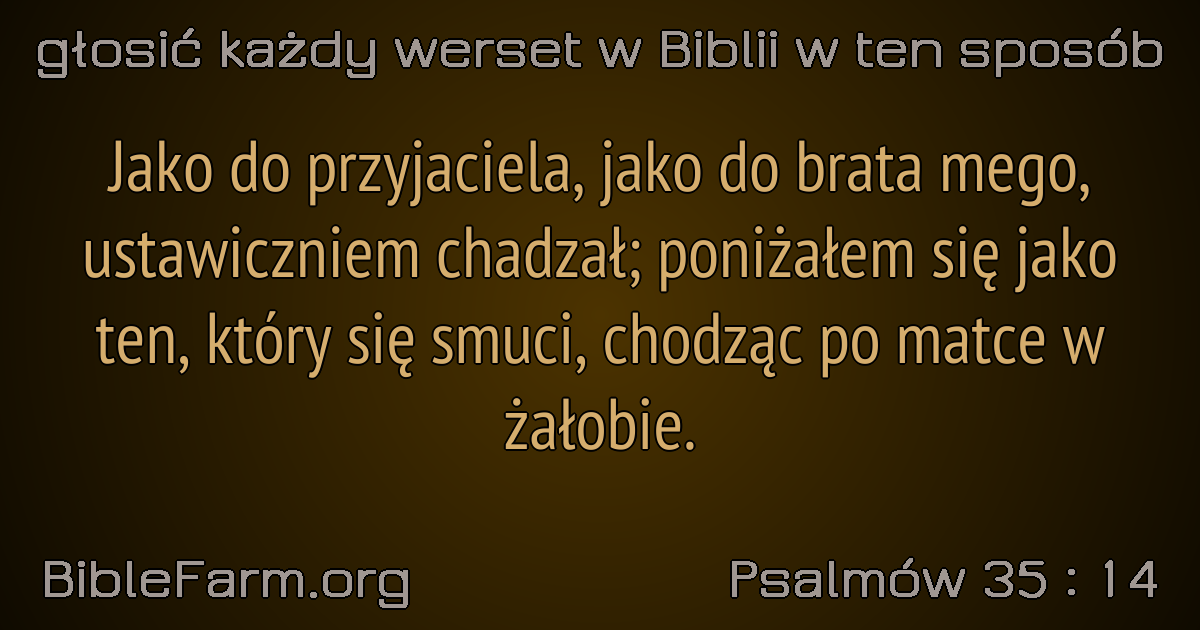 głosić każdy werset w Biblii w ten sposób
Jako do przyjaciela, jako do brata mego,
ustawiczniem chadzał; poniżałem się jako
ten, który się smuci, chodząc po matce w
żałobie.
BibleFarm.org
Psalmów 35 : 14